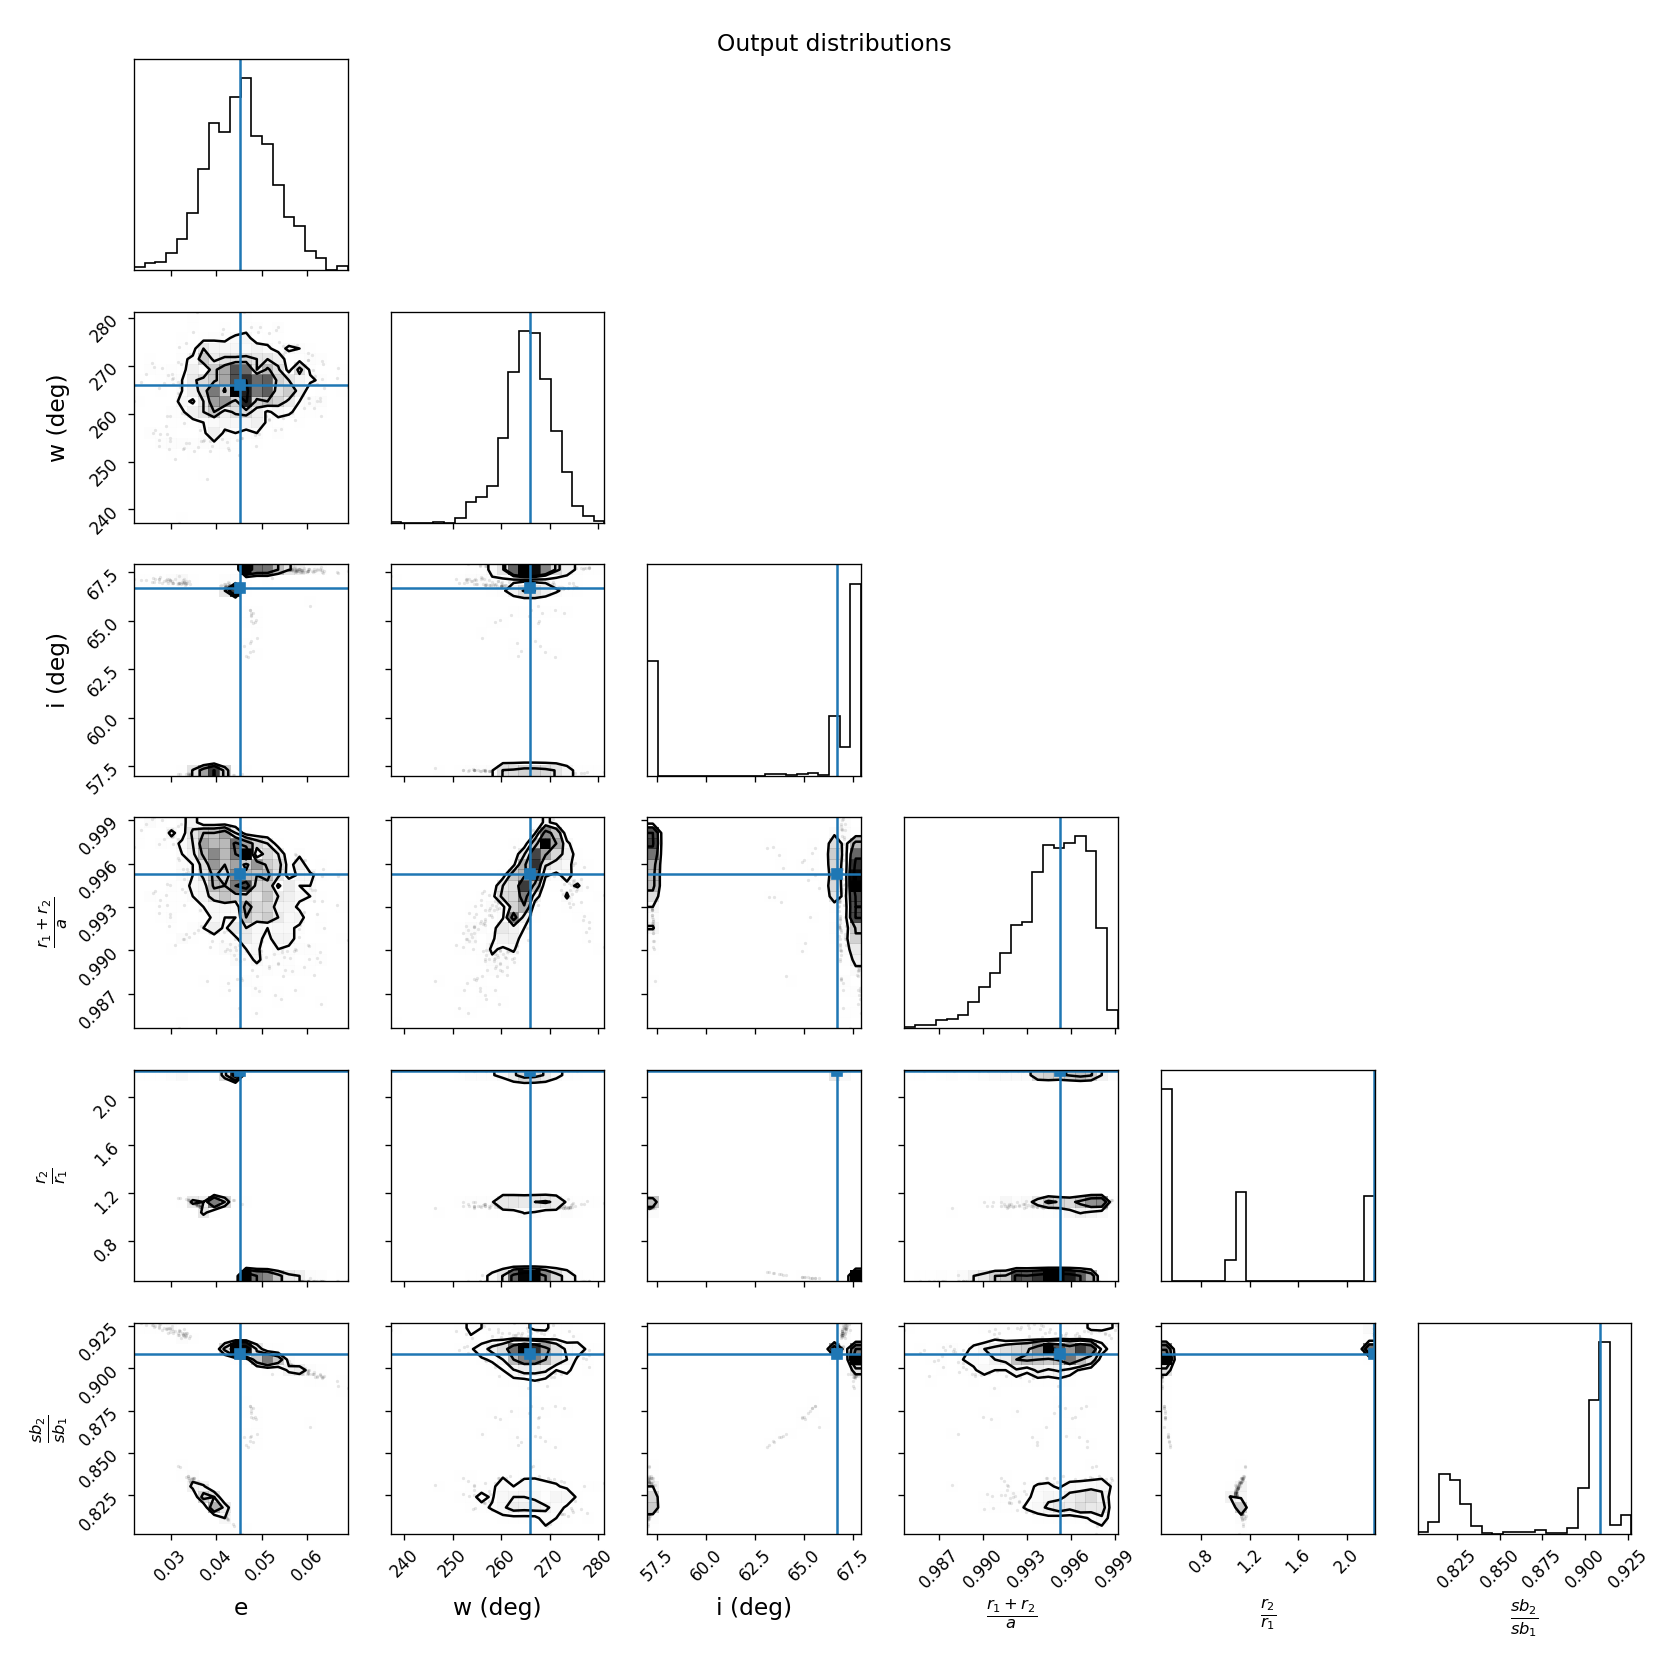 Output distributions
280
270
260
250
240
w (deg)
67.5
65.0
62.5
60.0
57.5
i (deg)
0.999
0.996
0.993
0.990
0.987
r₁ + r₂
a
2.0
1.6
1.2
0.8
r₂
r₁
0.925
0.900
0.875
0.850
0.825
sb₂
sb₁
0.03 0.04 0.05 0.06 240 250 260 270 280 57.5 60.0 62.5 65.0 67.5 0.987 0.990 0.993 0.996 0.999 0.8 1.2 1.6 2.0 0.825 0.850 0.875 0.900 0.925
e w (deg) i (deg) r₁ + r₂ r₂ sb₂
a r₁ sb₁